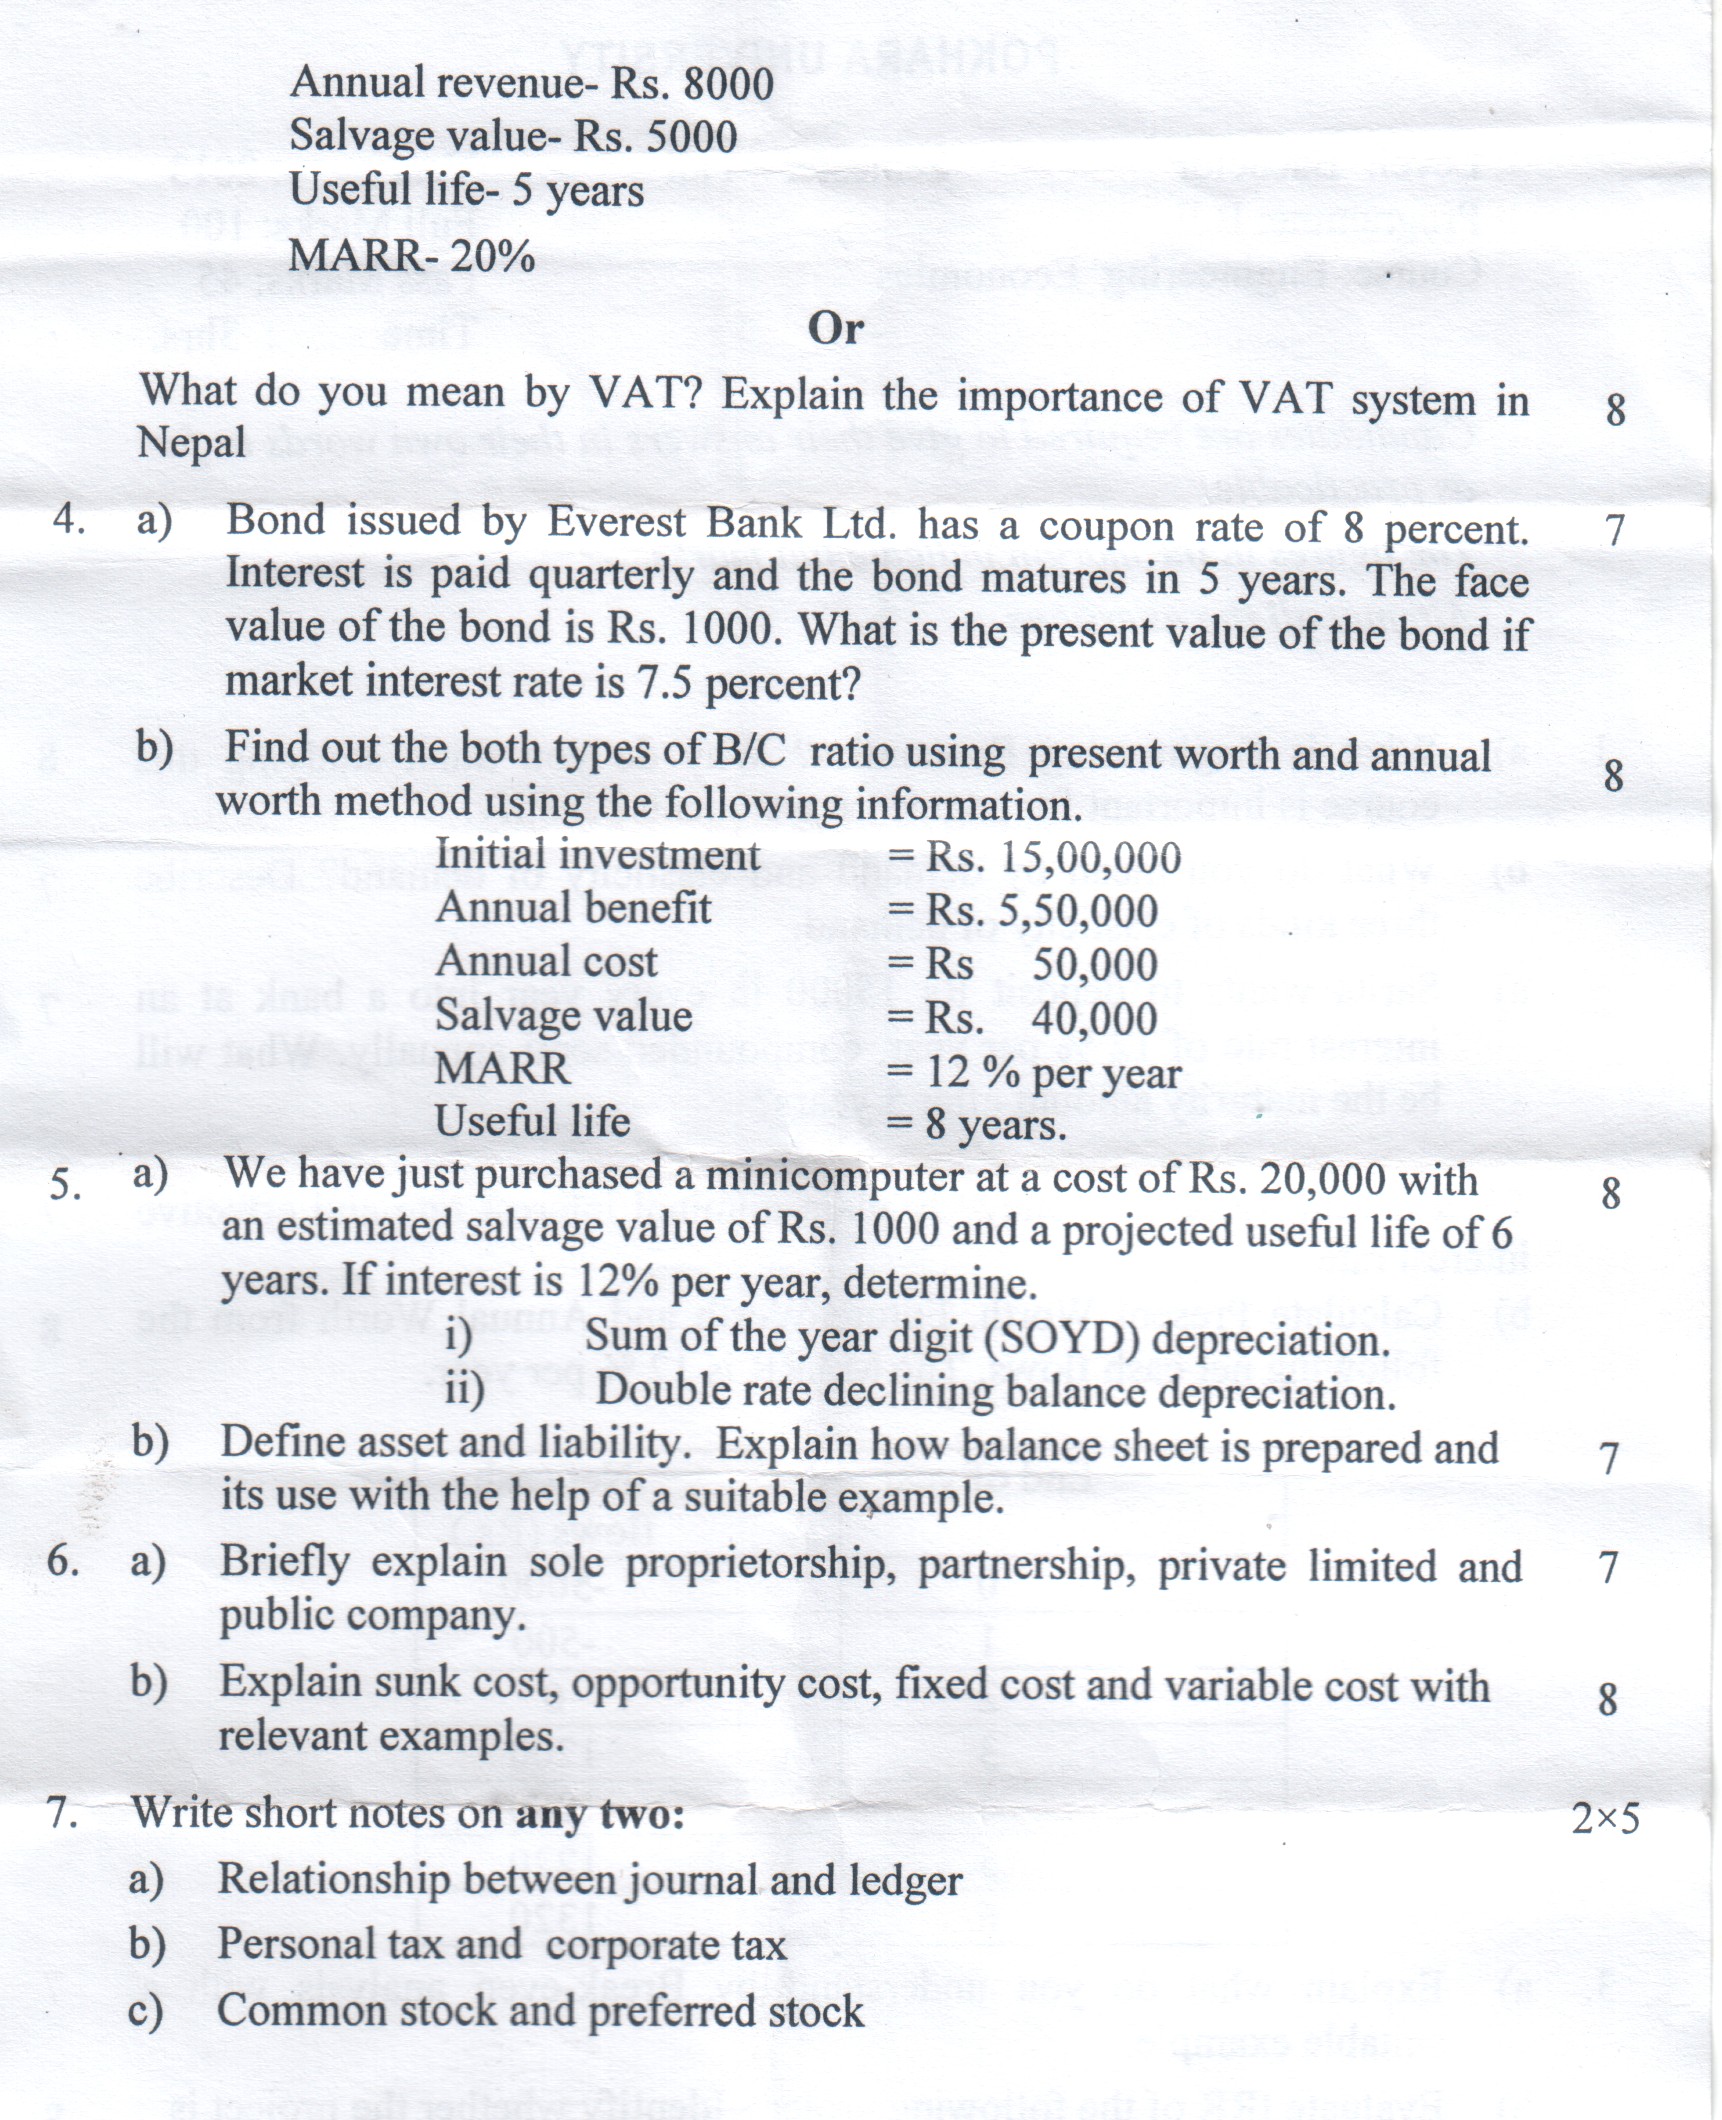 Annual revenue- Rs. 8000
Salvage value- Rs. 5000
Useful life- 5 years
MARR- 20%
Or
What do you mean by VAT? Explain the importance of VAT system in 8
Nepal
4. a) Bond issued by Everest Bank Ltd. has a coupon rate of 8 percent. 7
Interest is paid quarterly and the bond matures in 5 years. The face
value of the bond is Rs. 1000. What is the present value of the bond if
market interest rate is 7.5 percent?
b) Find out the both types of B/C ratio using present worth and annual 8
worth method using the following information.
Initial investment = Rs. 15,00,000
Annual benefit = Rs. 5,50,000
Annual cost = Rs 50,000
Salvage value = Rs. 40,000
MARR = 12 % per year
Useful life = 8 years.
5. a) We have just purchased a minicomputer at a cost of Rs. 20,000 with 8
an estimated salvage value of Rs. 1000 and a projected useful life of 6
years. If interest is 12% per year, determine.
i) Sum of the year digit (SOYD) depreciation.
ii) Double rate declining balance depreciation.
b) Define asset and liability. Explain how balance sheet is prepared and 7
its use with the help of a suitable example.
6. a) Briefly explain sole proprietorship, partnership, private limited and 7
public company.
b) Explain sunk cost, opportunity cost, fixed cost and variable cost with 8
relevant examples.
7. Write short notes on any two: 2×5
a) Relationship between journal and ledger
b) Personal tax and corporate tax
c) Common stock and preferred stock